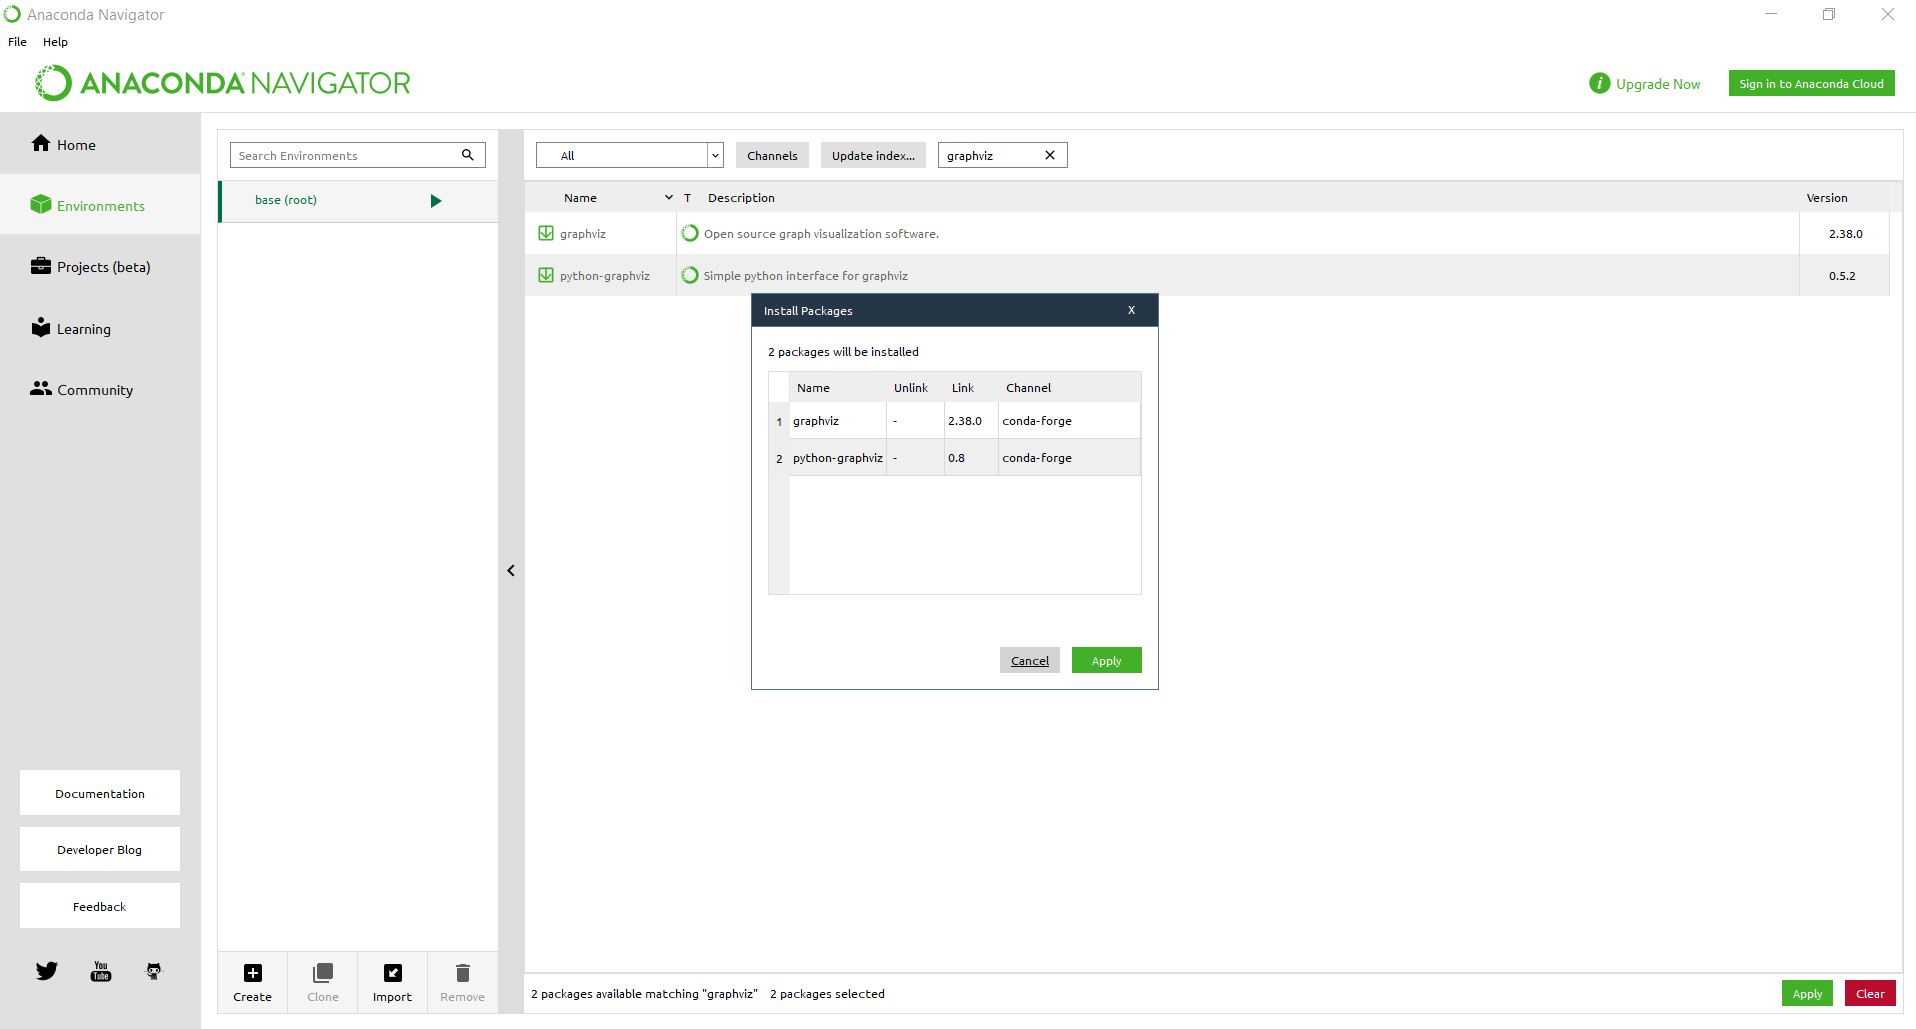 Anaconda Navigator
File Help
ANACONDA NAVIGATOR
i Upgrade Now
Sign in to Anaconda Cloud
Home
Environments
Projects (beta)
Learning
Community
Documentation
Developer Blog
Feedback
You Tube
Search Environments
base (root)
Create
Clone
Import
Remove
All
Channels
Update index...
graphviz
Name T Description Version
graphviz Open source graph visualization software. 2.38.0
python-graphviz Simple python interface for graphviz 0.5.2
Install Packages X
2 packages will be installed
Name Unlink Link Channel
1 graphviz - 2.38.0 conda-forge
2 python-graphviz - 0.8 conda-forge
Cancel
Apply
2 packages available matching "graphviz" 2 packages selected
Apply
Clear